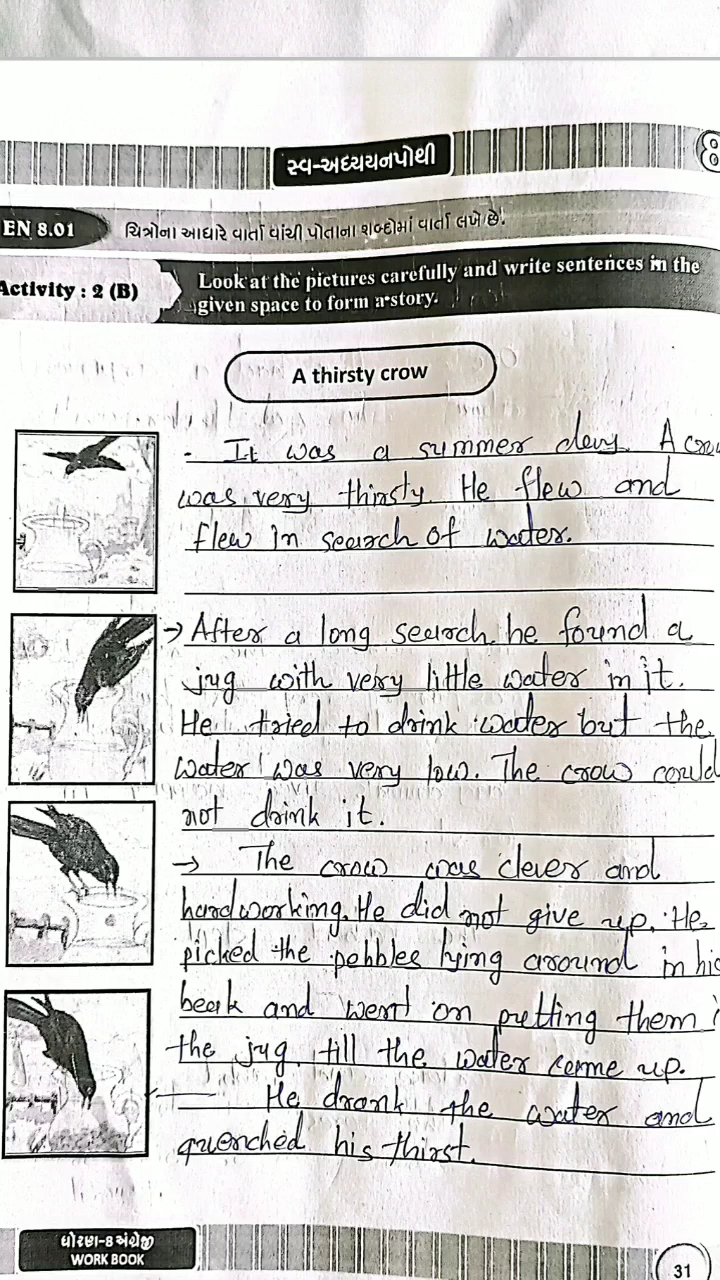 સ્વ-અધ્યયનપોથી
8
EN 8.01
ચિત્રોના આધારે વાર્તા વાંચી પોતાના શબ્દોમાં વાર્તા લખે છે.
Activity : 2 (B)
Look at the pictures carefully and write sentences in the
given space to form a story.
A thirsty crow
- It was a summer day. A crow
was very thirsty. He flew and
flew in search of water.
→ After a long search, he found a
jug with very little water in it.
He tried to drink water but the
water was very low. The crow could
not drink it.
→ The crow was clever and
hardworking. He did not give up. He
picked the pebbles lying around in his
beak and went on putting them i
the jug till the water came up.
He drank the water and
quenched his thirst.
ધોરણ-8 અંગ્રેજી
WORK BOOK
31